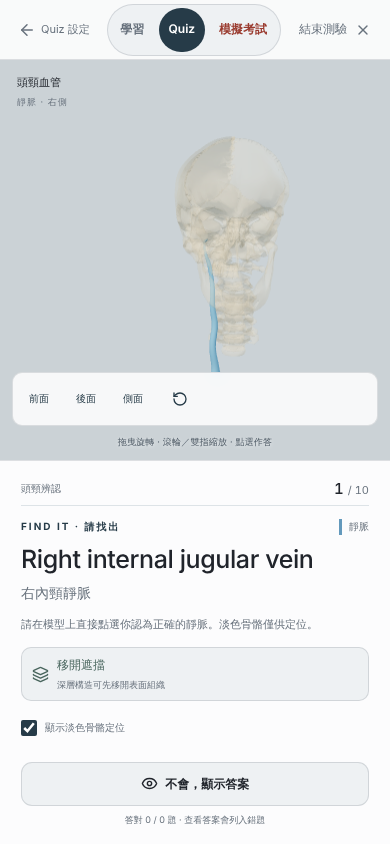 Quiz 設定
學習
Quiz
模擬考試
結束測驗
頭頸血管
靜脈 · 右側
前面
後面
側面
拖曳旋轉 · 滾輪／雙指縮放 · 點選作答
頭頸辨認
1 / 10
FIND IT · 請找出
靜脈
Right internal jugular vein
右內頸靜脈
請在模型上直接點選你認為正確的靜脈。淡色骨骼僅供定位。
移開遮擋
深層構造可先移開表面組織
顯示淡色骨骼定位
不會，顯示答案
答對 0 / 0 題 · 查看答案會列入錯題